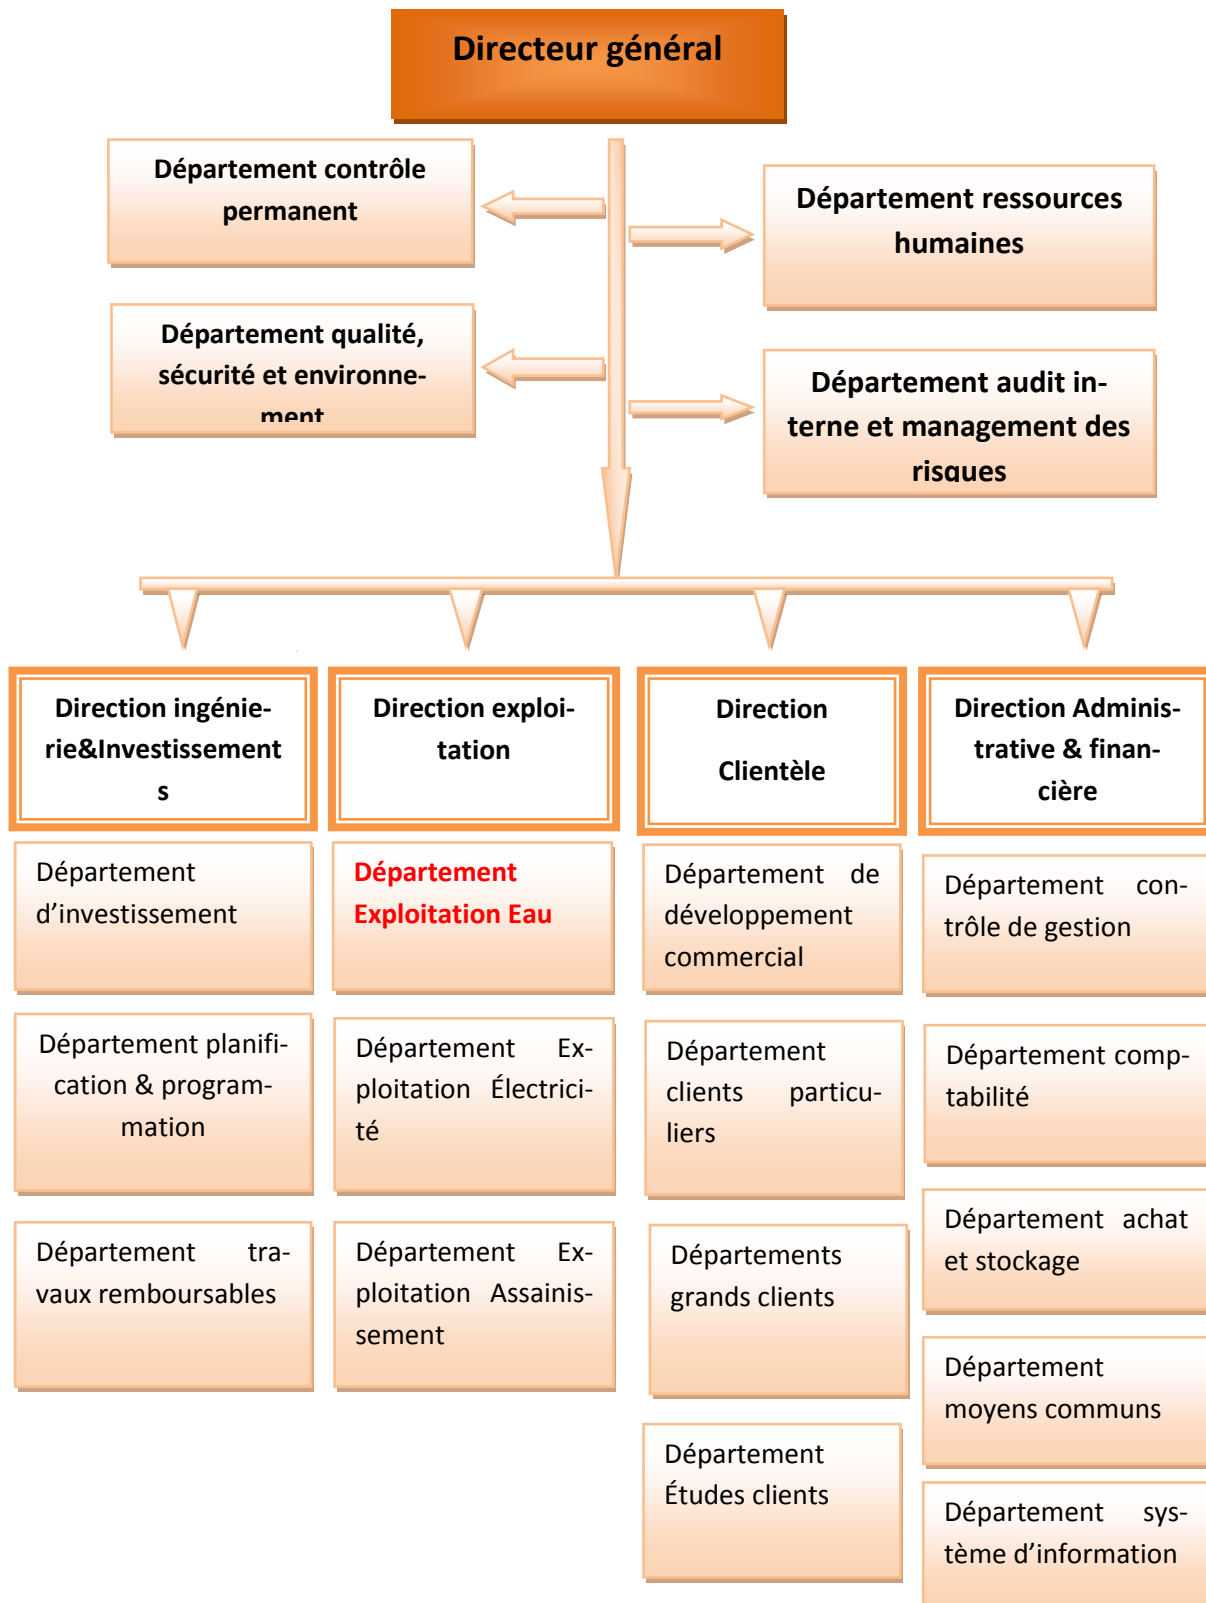 Directeur général
Département contrôle
permanent
Département ressources
humaines
Département qualité,
sécurité et environne-
ment
Département audit in-
terne et management des
risques
Direction ingénie-
rie&Investissement
s
Direction exploi-
tation
Direction
Clientèle
Direction Adminis-
trative & finan-
cière
Département
d’investissement
Département planifi-
cation & program-
mation
Département tra-
vaux remboursables
Département
Exploitation Eau
Département Ex-
ploitation Électrici-
té
Département Ex-
ploitation Assainis-
sement
Département de
développement
commercial
Département
clients particu-
liers
Départements
grands clients
Département
Études clients
Département con-
trôle de gestion
Département comp-
tabilité
Département achat
et stockage
Département
moyens communs
Département sys-
tème d’information